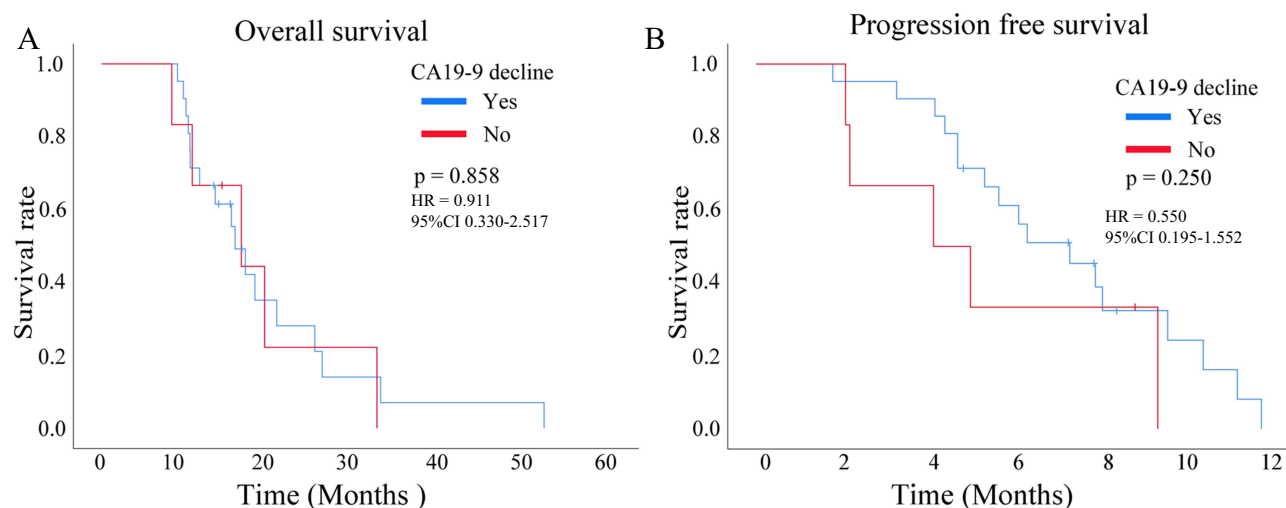 A
Overall survival
CA19-9 decline
Yes
No
p = 0.858
HR = 0.911
95%CI 0.330-2.517
Survival rate
1.0
0.8
0.6
0.4
0.2
0.0
0 10 20 30 40 50 60
Time (Months )
B
Progression free survival
CA19-9 decline
Yes
No
p = 0.250
HR = 0.550
95%CI 0.195-1.552
Survival rate
1.0
0.8
0.6
0.4
0.2
0.0
0 2 4 6 8 10 12
Time (Months)